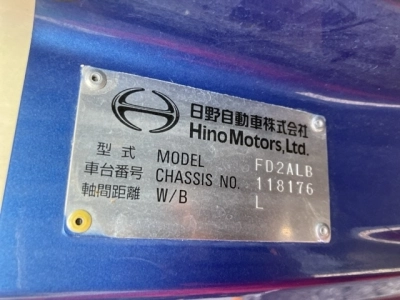 日野自動車株式会社
Hino Motors, Ltd.
型式 MODEL FD2ALB
車台番号 CHASSIS NO. 118176
軸間距離 W/B L